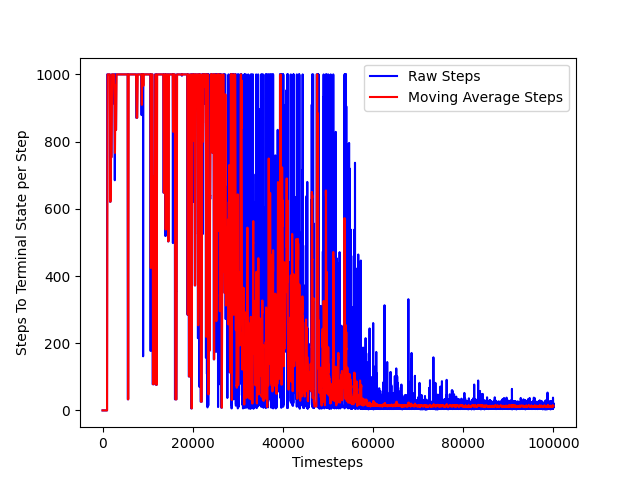 Raw Steps
Moving Average Steps
1000
800
600
400
200
0
Steps To Terminal State per Step
0 20000 40000 60000 80000 100000
Timesteps